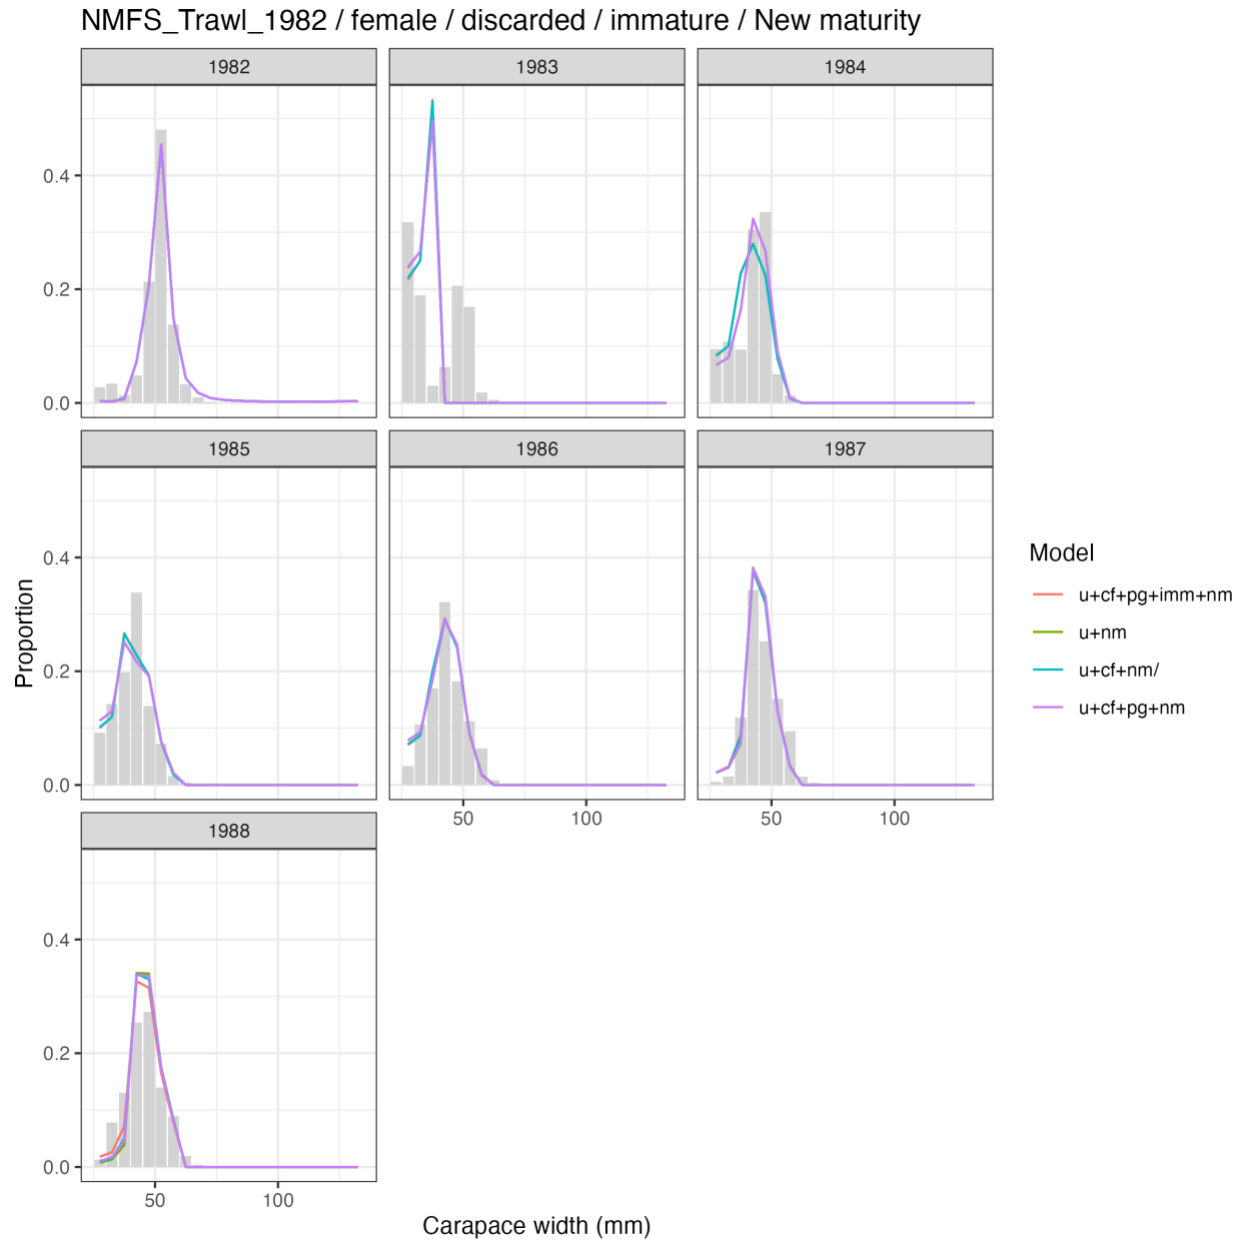 NMFS_Trawl_1982 / female / discarded / immature / New maturity
1982
1983
1984
0.4
0.2
0.0
1985
1986
1987
0.4
0.2
0.0
50
100
50
100
1988
0.4
0.2
0.0
50
100
Proportion
Carapace width (mm)
Model
u+cf+pg+imm+nm
u+nm
u+cf+nm/
u+cf+pg+nm